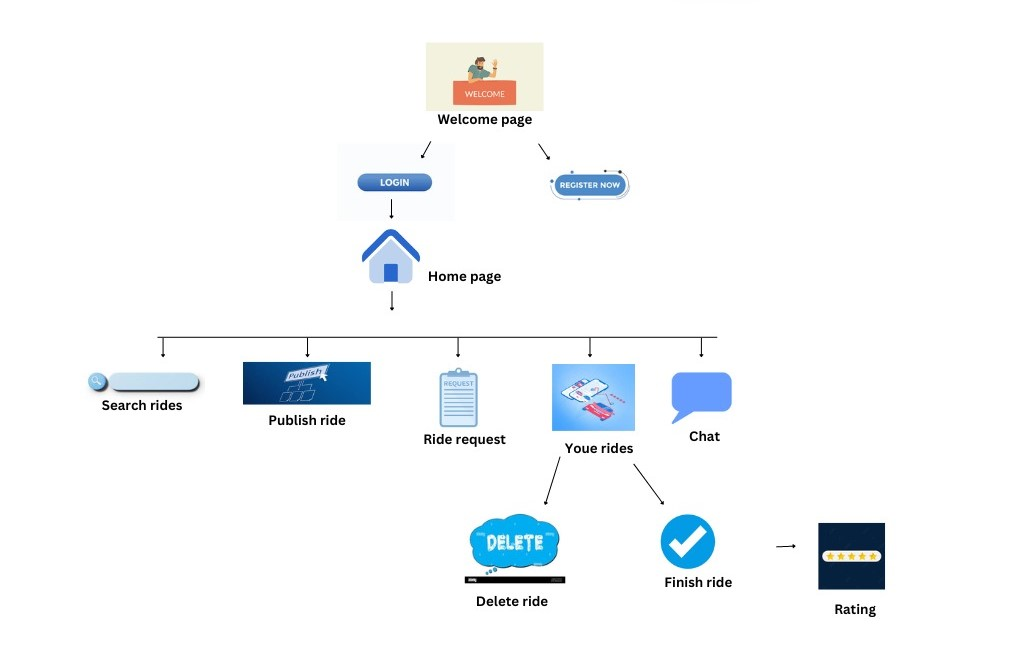 WELCOME
Welcome page
LOGIN
REGISTER NOW
Home page
Publish
REQUEST
Search rides
Publish ride
Ride request
Youe rides
Chat
DELETE
Delete ride
Finish ride
Rating